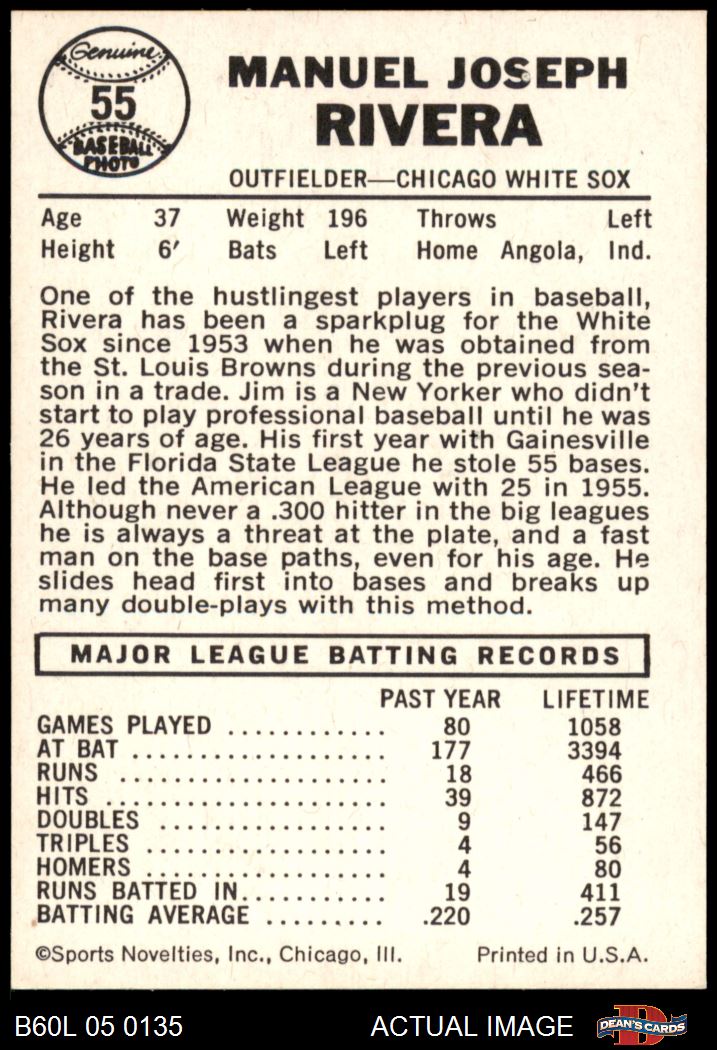 Genuine
55
BASEBALL
PHOTO
MANUEL JOSEPH
RIVERA
OUTFIELDER—CHICAGO WHITE SOX
Age 37 Weight 196 Throws Left
Height 6' Bats Left Home Angola, Ind.
One of the hustlingest players in baseball,
Rivera has been a sparkplug for the White
Sox since 1953 when he was obtained from
the St. Louis Browns during the previous sea-
son in a trade. Jim is a New Yorker who didn't
start to play professional baseball until he was
26 years of age. His first year with Gainesville
in the Florida State League he stole 55 bases.
He led the American League with 25 in 1955.
Although never a .300 hitter in the big leagues
he is always a threat at the plate, and a fast
man on the base paths, even for his age. He
slides head first into bases and breaks up
many double-plays with this method.
MAJOR LEAGUE BATTING RECORDS
PAST YEAR LIFETIME
GAMES PLAYED ............ 80 1058
AT BAT .................... 177 3394
RUNS ..................... 18 466
HITS ...................... 39 872
DOUBLES .................. 9 147
TRIPLES ................... 4 56
HOMERS .................... 4 80
RUNS BATTED IN........... 19 411
BATTING AVERAGE ......... .220 .257
©Sports Novelties, Inc., Chicago, Ill. Printed in U.S.A.
B60L 05 0135 ACTUAL IMAGE D DEAN'S CARDS